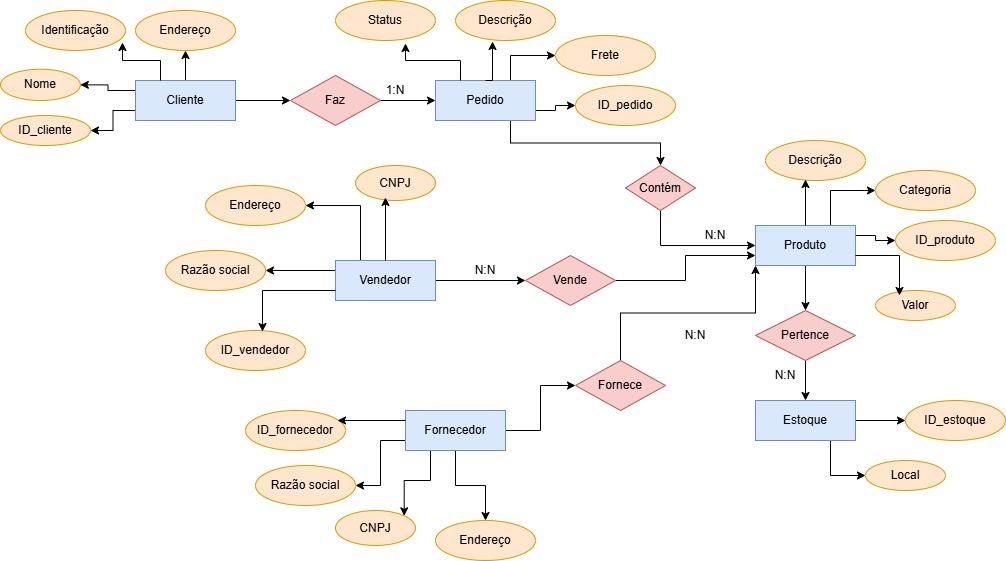 Status
Descrição
Identificação
Endereço
Frete
Nome
Cliente
Faz
1:N
Pedido
ID_pedido
ID_cliente
Descrição
CNPJ
Contém
Categoria
Endereço
N:N
Produto
ID_produto
Razão social
Vendedor
N:N
Vende
Valor
N:N
Pertence
ID_vendedor
N:N
Fornece
ID_fornecedor
Fornecedor
Estoque
ID_estoque
Razão social
Local
CNPJ
Endereço